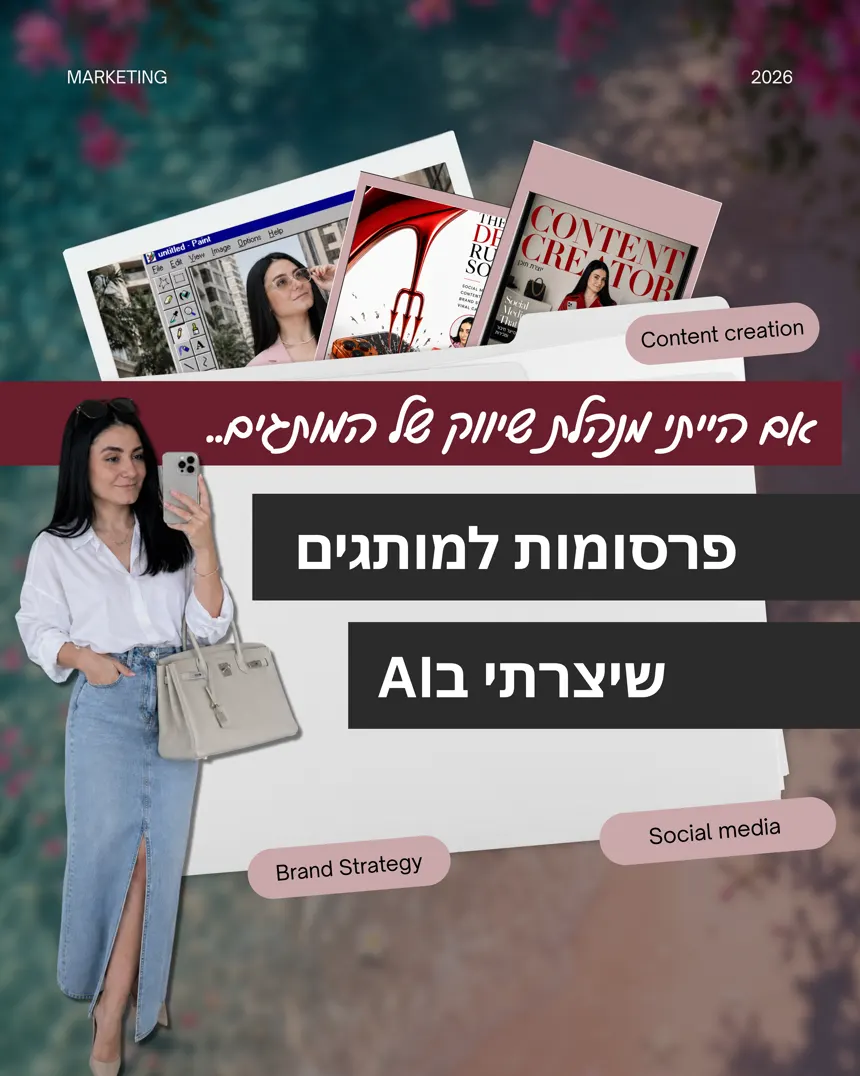 MARKETING
2026
untitled - Paint
File Edit View Image Options Help
CONTENT
CREATOR
Social
Content creation
אם הייתי מנהלת שיווק של המותגים..
פרסומות למותגים
שיצרתי בAI
Social media
Brand Strategy